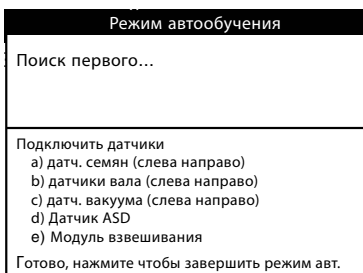 Режим автообучения
Поиск первого...
Подключить датчики
a) датч. семян (слева направо)
b) датчики вала (слева направо)
c) датч. вакуума (слева направо)
d) Датчик ASD
e) Модуль взвешивания
Готово, нажмите чтобы завершить режим авт.